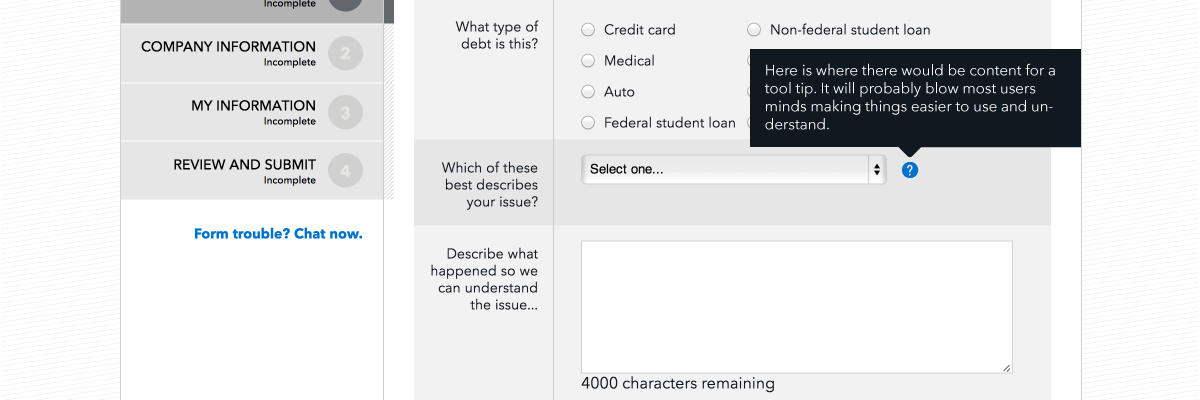 Incomplete
COMPANY INFORMATION
Incomplete
2
MY INFORMATION
Incomplete
3
REVIEW AND SUBMIT
Incomplete
4
Form trouble? Chat now.
What type of
debt is this?
Credit card
Non-federal student loan
Medical
Auto
Federal student loan
Here is where there would be content for a
tool tip. It will probably blow most users
minds making things easier to use and un-
derstand.
Which of these
best describes
your issue?
Select one...
?
Describe what
happened so we
can understand
the issue...
4000 characters remaining